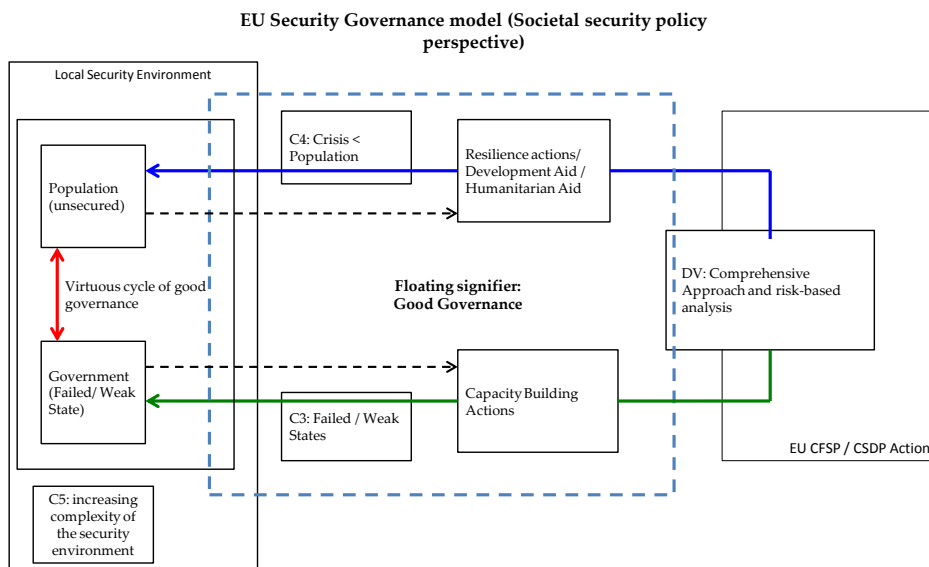 EU Security Governance model (Societal security policy
perspective)
Local Security Environment
C4: Crisis <
Population
Resilience actions/
Development Aid /
Humanitarian Aid
Population
(unsecured)
DV: Comprehensive
Approach and risk-based
analysis
Virtuous cycle of good
governance
Floating signifier:
Good Governance
Government
(Failed/ Weak
State)
Capacity Building
Actions
C3: Failed / Weak
States
EU CFSP / CSDP Action
C5: increasing
complexity of
the security
environment